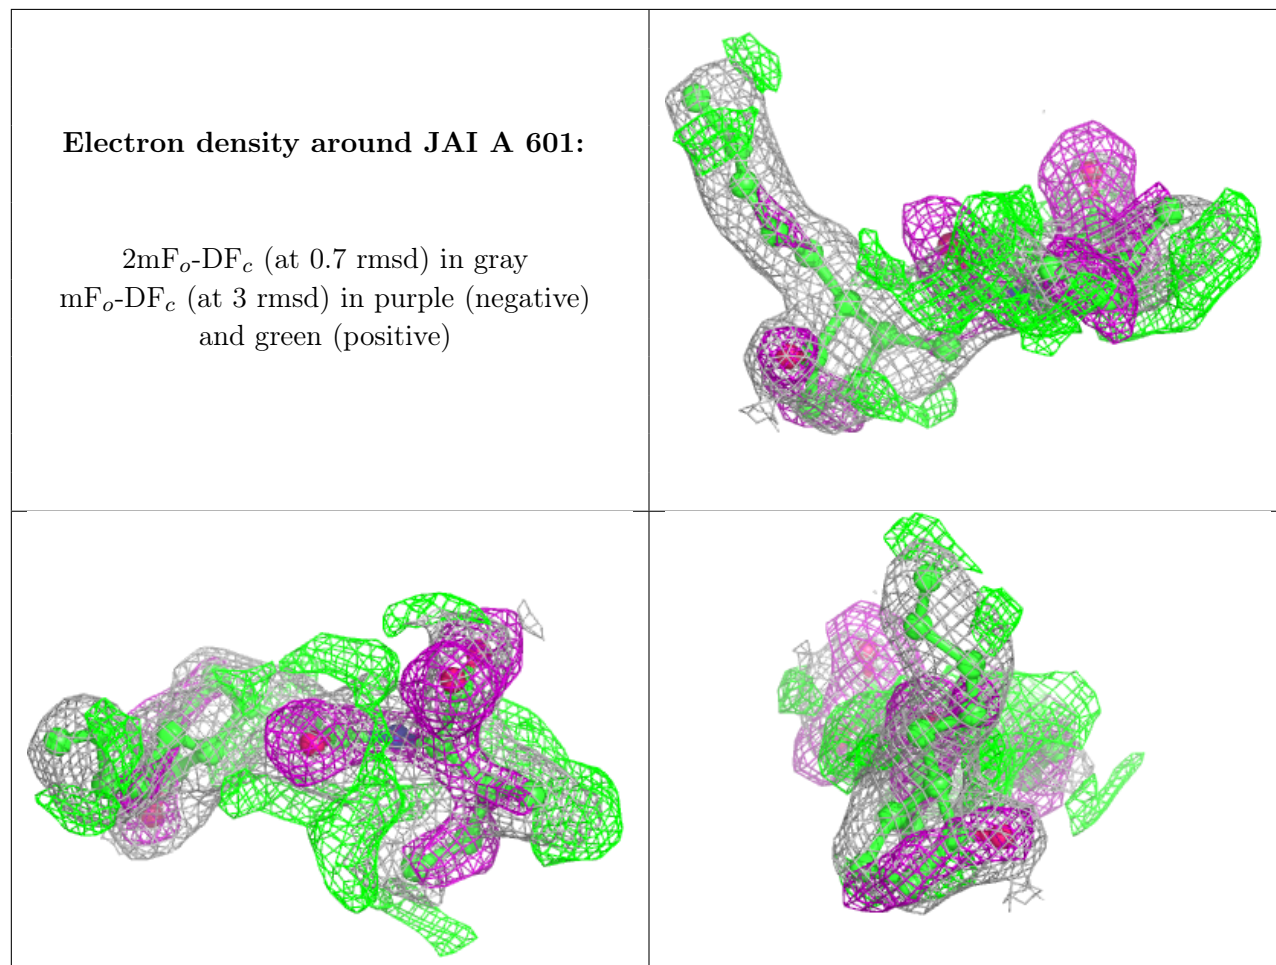 Electron density around JAI A 601:
2mFo-DFc (at 0.7 rmsd) in gray
mFo-DFc (at 3 rmsd) in purple (negative)
and green (positive)